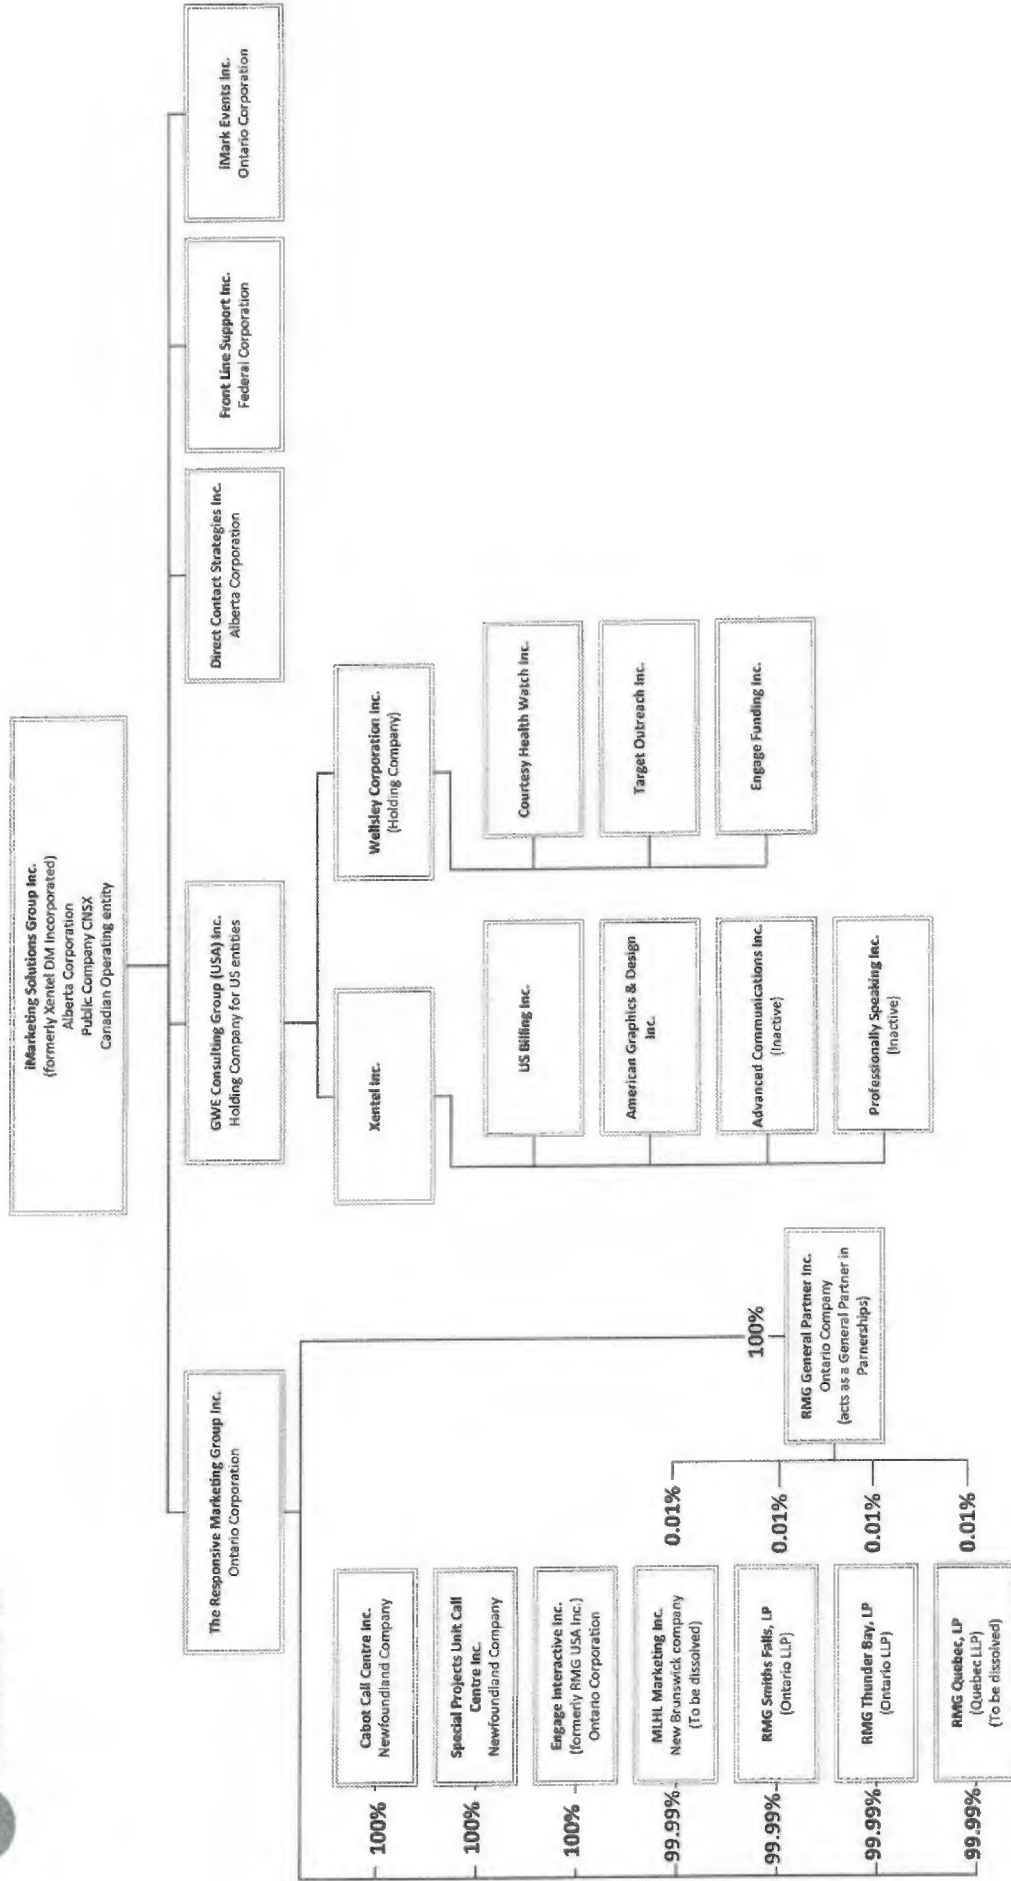 iMarketing Solutions Group Inc.
(formerly Xentel DM Incorporated)
Alberta Corporation
Public Company CNSX
Canadian Operating entity
The Responsive Marketing Group Inc.
Ontario Corporation
GWE Consulting Group (USA) Inc.
Holding Company for US entities
Direct Contact Strategies Inc.
Alberta Corporation
Front Line Support Inc.
Federal Corporation
iMark Events Inc.
Ontario Corporation
100%
Cabot Call Centre Inc.
Newfoundland Company
100%
Special Projects Unit Call
Centre Inc.
Newfoundland Company
100%
Engage Interactive Inc.
(formerly RMG USA Inc.)
Ontario Corporation
99.99%
MLHL Marketing Inc.
New Brunswick company
(To be dissolved)
0.01%
99.99%
RMG Smiths Falls, LP
(Ontario LLP)
0.01%
99.99%
RMG Thunder Bay, LP
(Ontario LLP)
0.01%
99.99%
RMG Quebec, LP
(Quebec LLP)
(To be dissolved)
0.01%
100%
RMG General Partner Inc.
Ontario Company
(acts as a General Partner in
Parnerships)
Xentel Inc.
US Billing Inc.
American Graphics & Design
Inc.
Advanced Communications Inc.
(Inactive)
Professionally Speaking Inc.
(Inactive)
Wellsley Corporation Inc.
(Holding Company)
Courtesy Health Watch Inc.
Target Outreach Inc.
Engage Funding Inc.